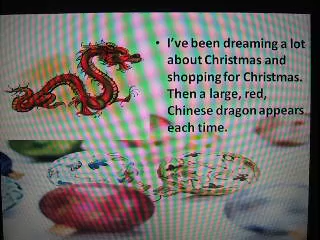 • I've been dreaming a lot
about Christmas and
shopping for Christmas.
Then a large, red,
Chinese dragon appears
each time.